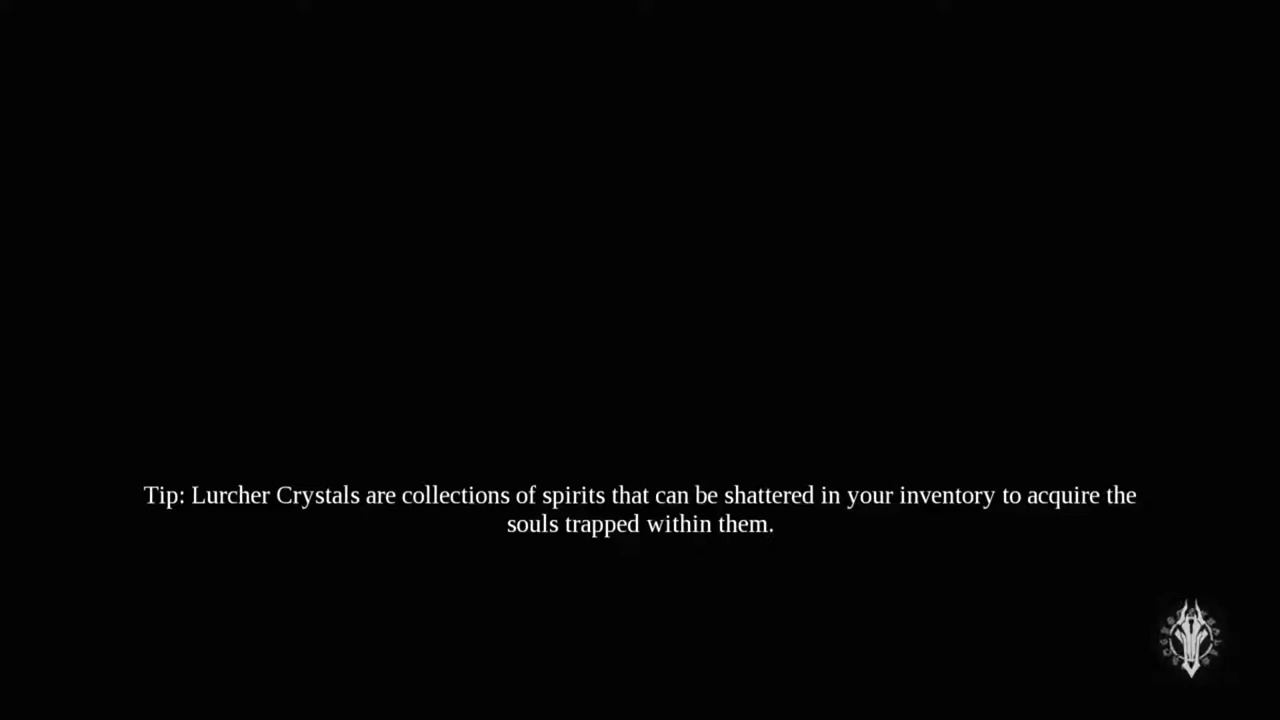 Tip: Lurcher Crystals are collections of spirits that can be shattered in your inventory to acquire the
souls trapped within them.